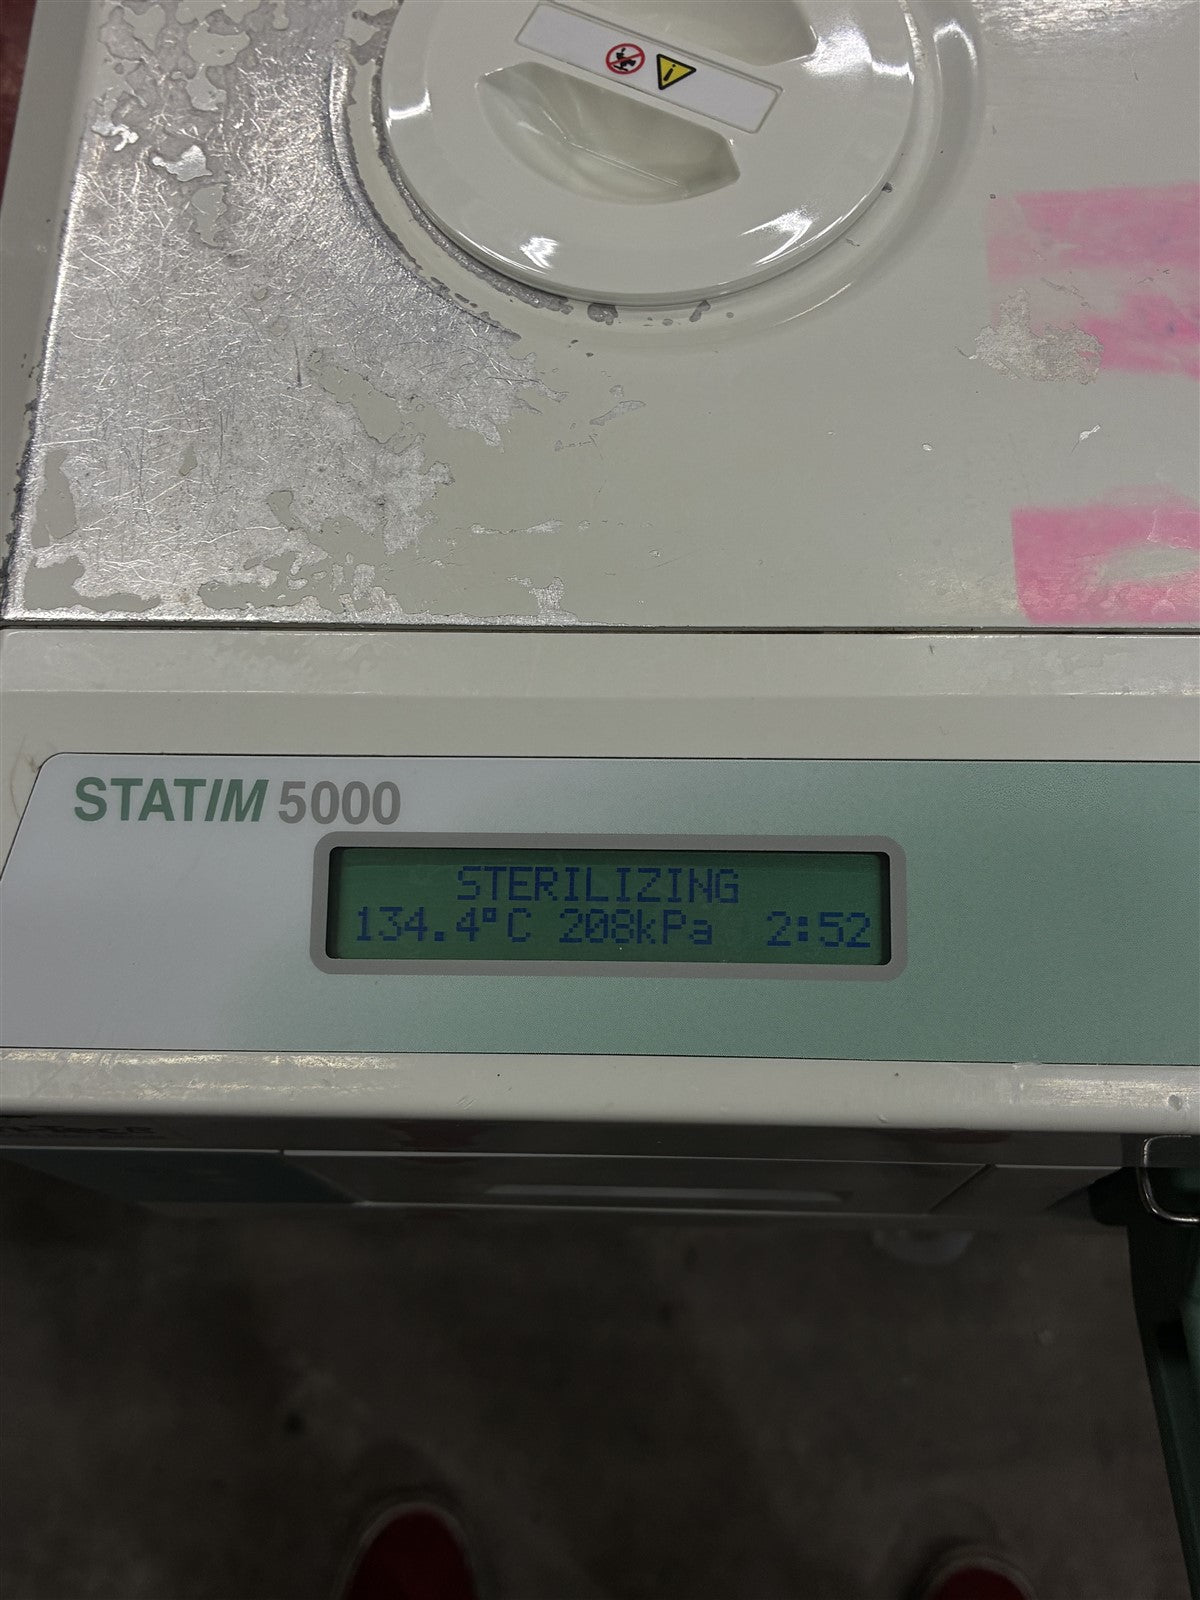 STATIM 5000
STERILIZING
134.4°C 208kPa 2:52